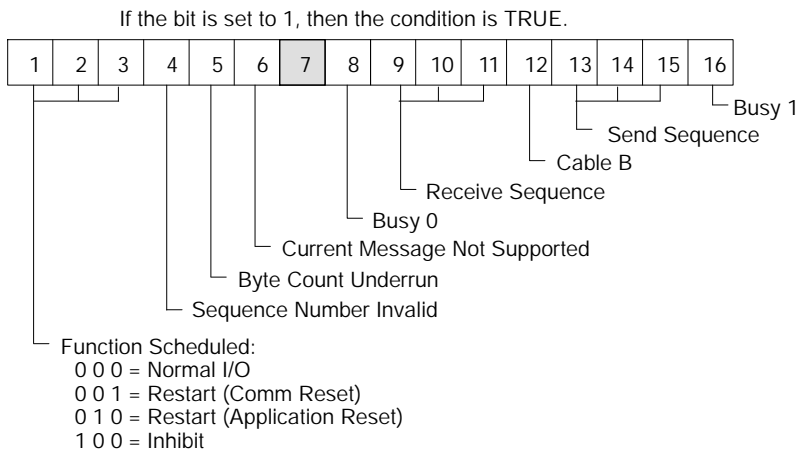 If the bit is set to 1, then the condition is TRUE.
1 2 3 4 5 6 7 8 9 10 11 12 13 14 15 16
Busy 1
Send Sequence
Cable B
Receive Sequence
Busy 0
Current Message Not Supported
Byte Count Underrun
Sequence Number Invalid
Function Scheduled:
0 0 0 = Normal I/O
0 0 1 = Restart (Comm Reset)
0 1 0 = Restart (Application Reset)
1 0 0 = Inhibit